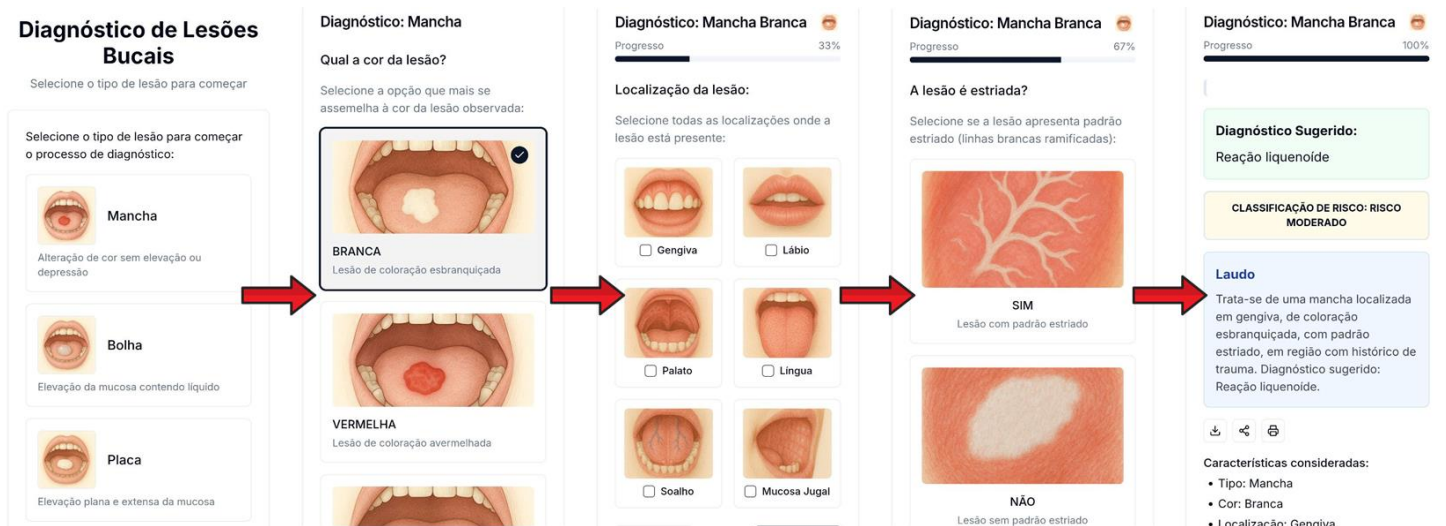 Diagnóstico de Lesões
Bucais
Selecione o tipo de lesão para começar
Selecione o tipo de lesão para começar
o processo de diagnóstico:
Mancha
Alteração de cor sem elevação ou
depressão
Bolha
Elevação da mucosa contendo líquido
Placa
Elevação plana e extensa da mucosa
Diagnóstico: Mancha
Qual a cor da lesão?
Selecione a opção que mais se
assemelha à cor da lesão observada:
BRANCA
Lesão de coloração esbranquiçada
VERMELHA
Lesão de coloração avermelhada
Diagnóstico: Mancha Branca
Progresso 33%
Localização da lesão:
Selecione todas as localizações onde a
lesão está presente:
Gengiva Lábio
Palato Língua
Soalho Mucosa Jugal
Diagnóstico: Mancha Branca
Progresso 67%
A lesão é estriada?
Selecione se a lesão apresenta padrão
estriado (linhas brancas ramificadas):
SIM
Lesão com padrão estriado
NÃO
Lesão sem padrão estriado
Diagnóstico: Mancha Branca
Progresso 100%
Diagnóstico Sugerido:
Reação liquenoíde
CLASSIFICAÇÃO DE RISCO: RISCO
MODERADO
Laudo
Trata-se de uma mancha localizada
em gengiva, de coloração
esbranquiçada, com padrão
estriado, em região com histórico de
trauma. Diagnóstico sugerido:
Reação liquenoíde.
Características consideradas:
• Tipo: Mancha
• Cor: Branca
• Localização: Gengiva